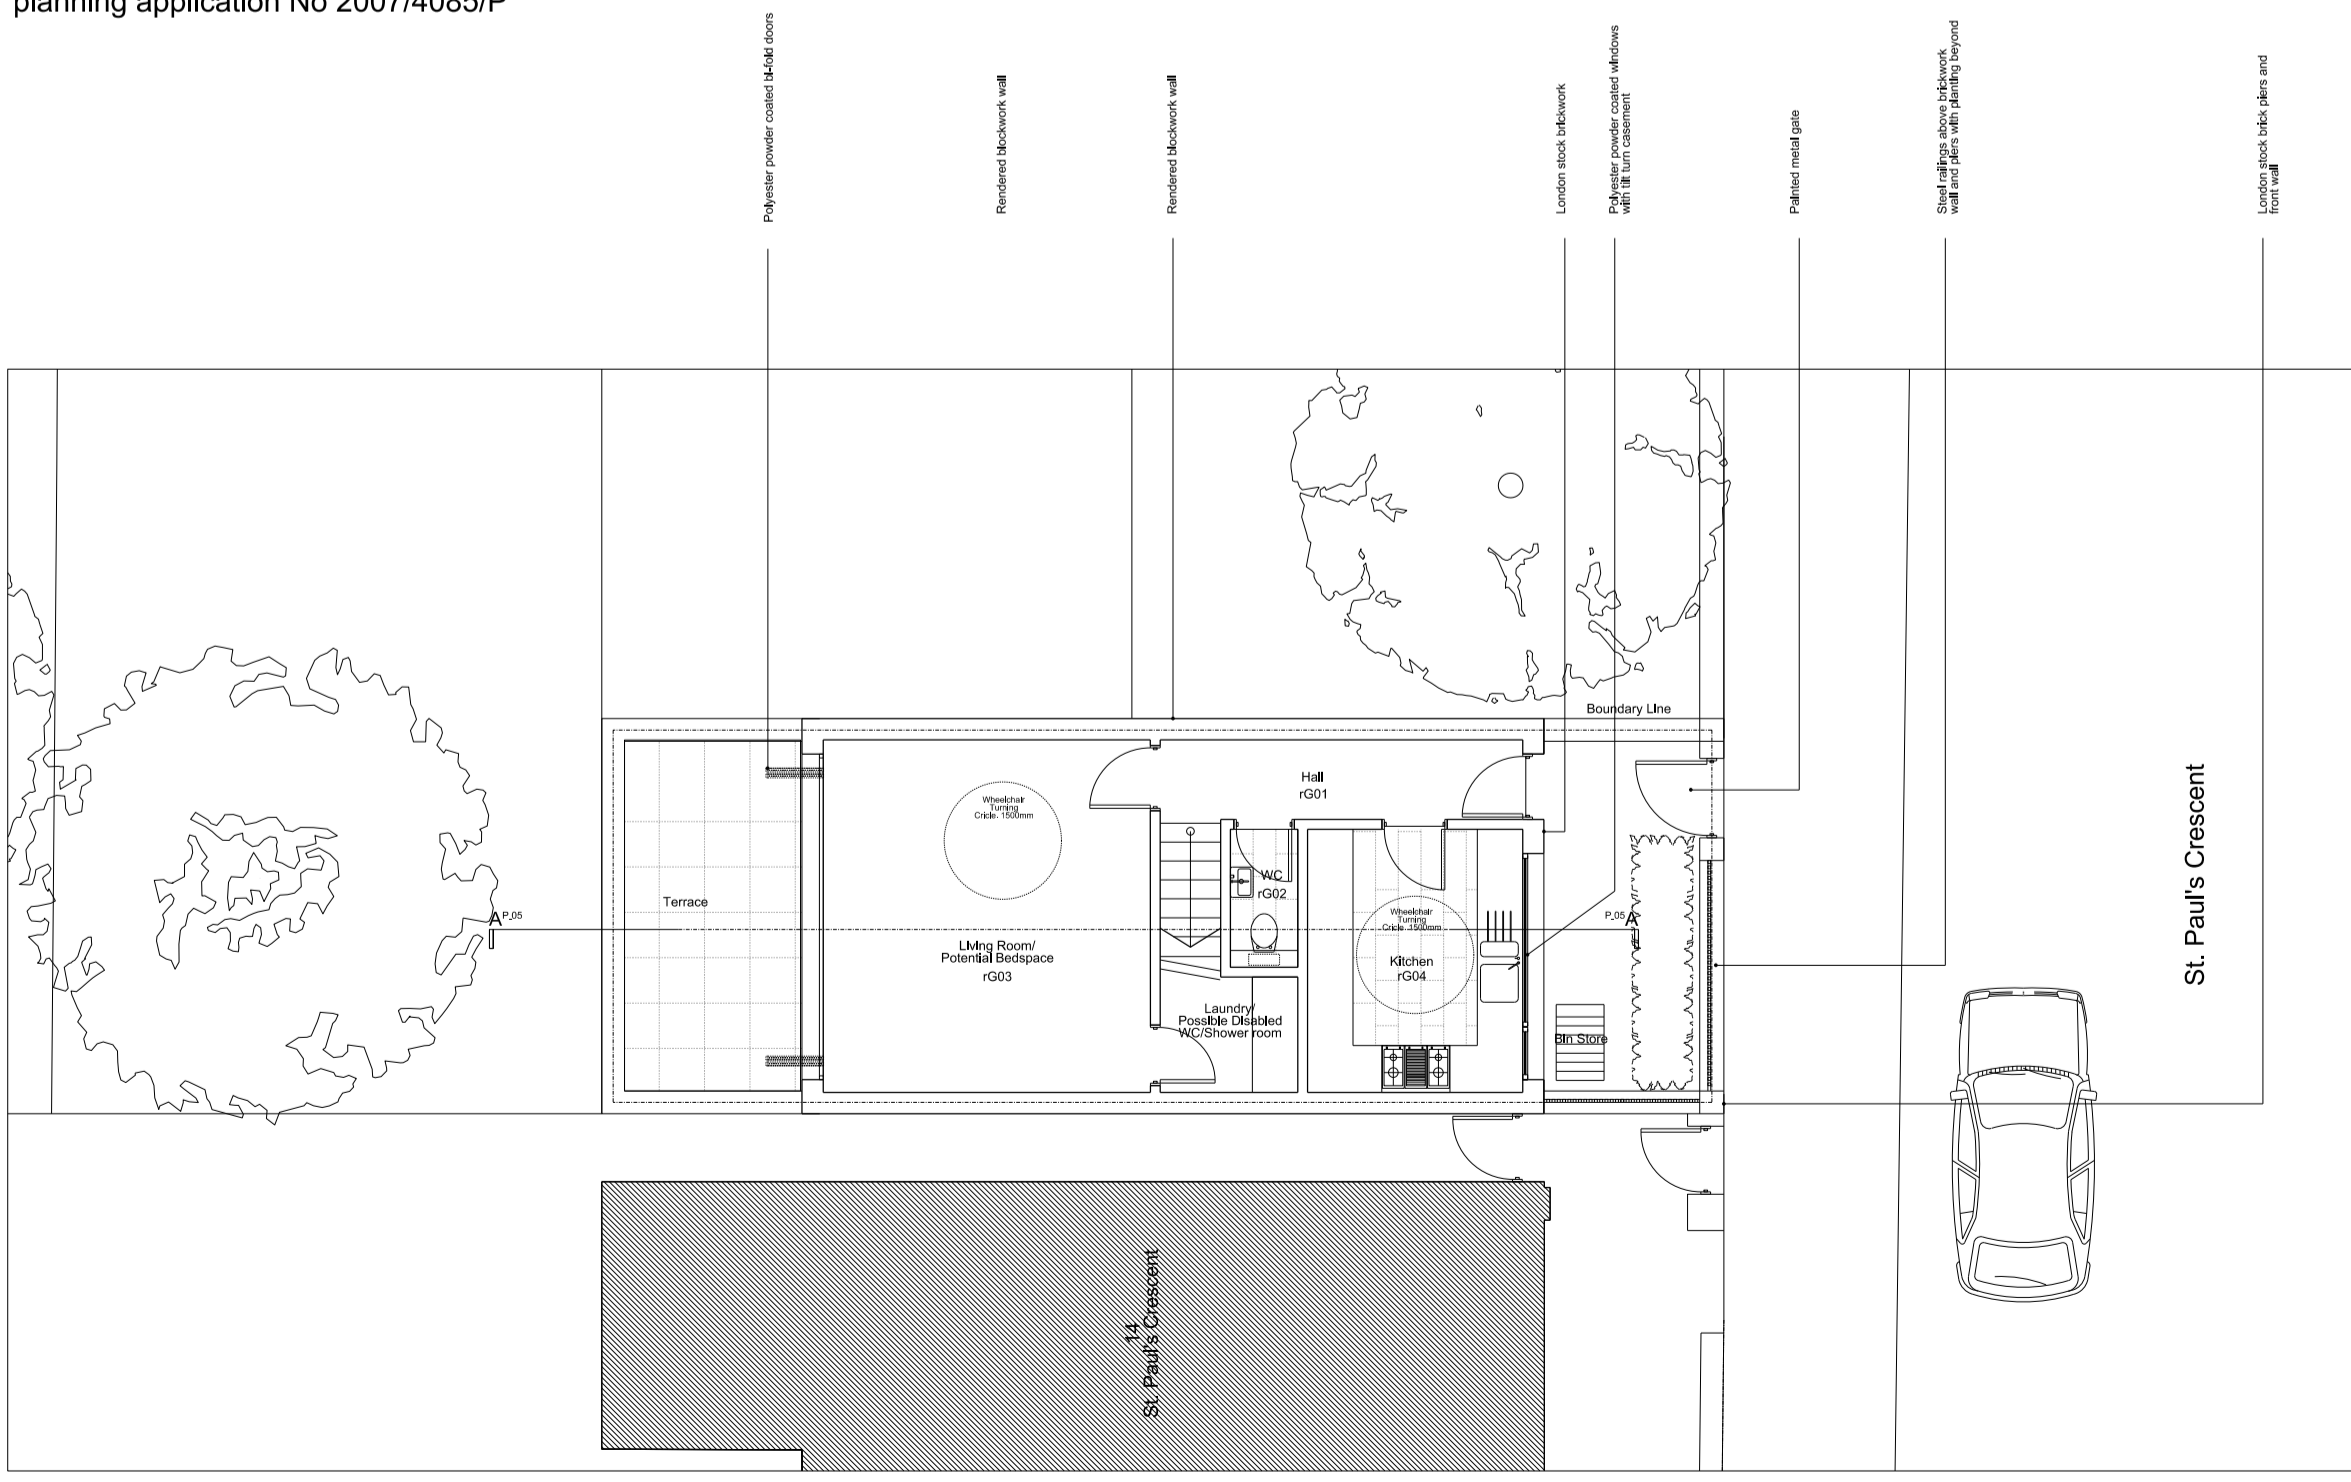 planning application No 2007/4085/P
Polyester powder coated bi-fold doors
Rendered blockwork wall
Rendered blockwork wall
London stock brickwork
Polyester powder coated windows
with tilt turn casement
Painted metal gate
Steel railings above brickwork
wall and piers with planting beyond
London stock brick piers and
front wall
Boundary Line
Hall
rG01
Wheelchair
Turning
Cricle. 1500mm
WC
rG02
Terrace
A P_05
P_05 A
Wheelchair
Turning
Cricle. 1500mm
Living Room/
Potential Bedspace
rG03
Kitchen
rG04
Laundry/
Possible Disabled
WC/Shower room
Bin Store
St. Paul's Crescent
14
St. Paul's Crescent